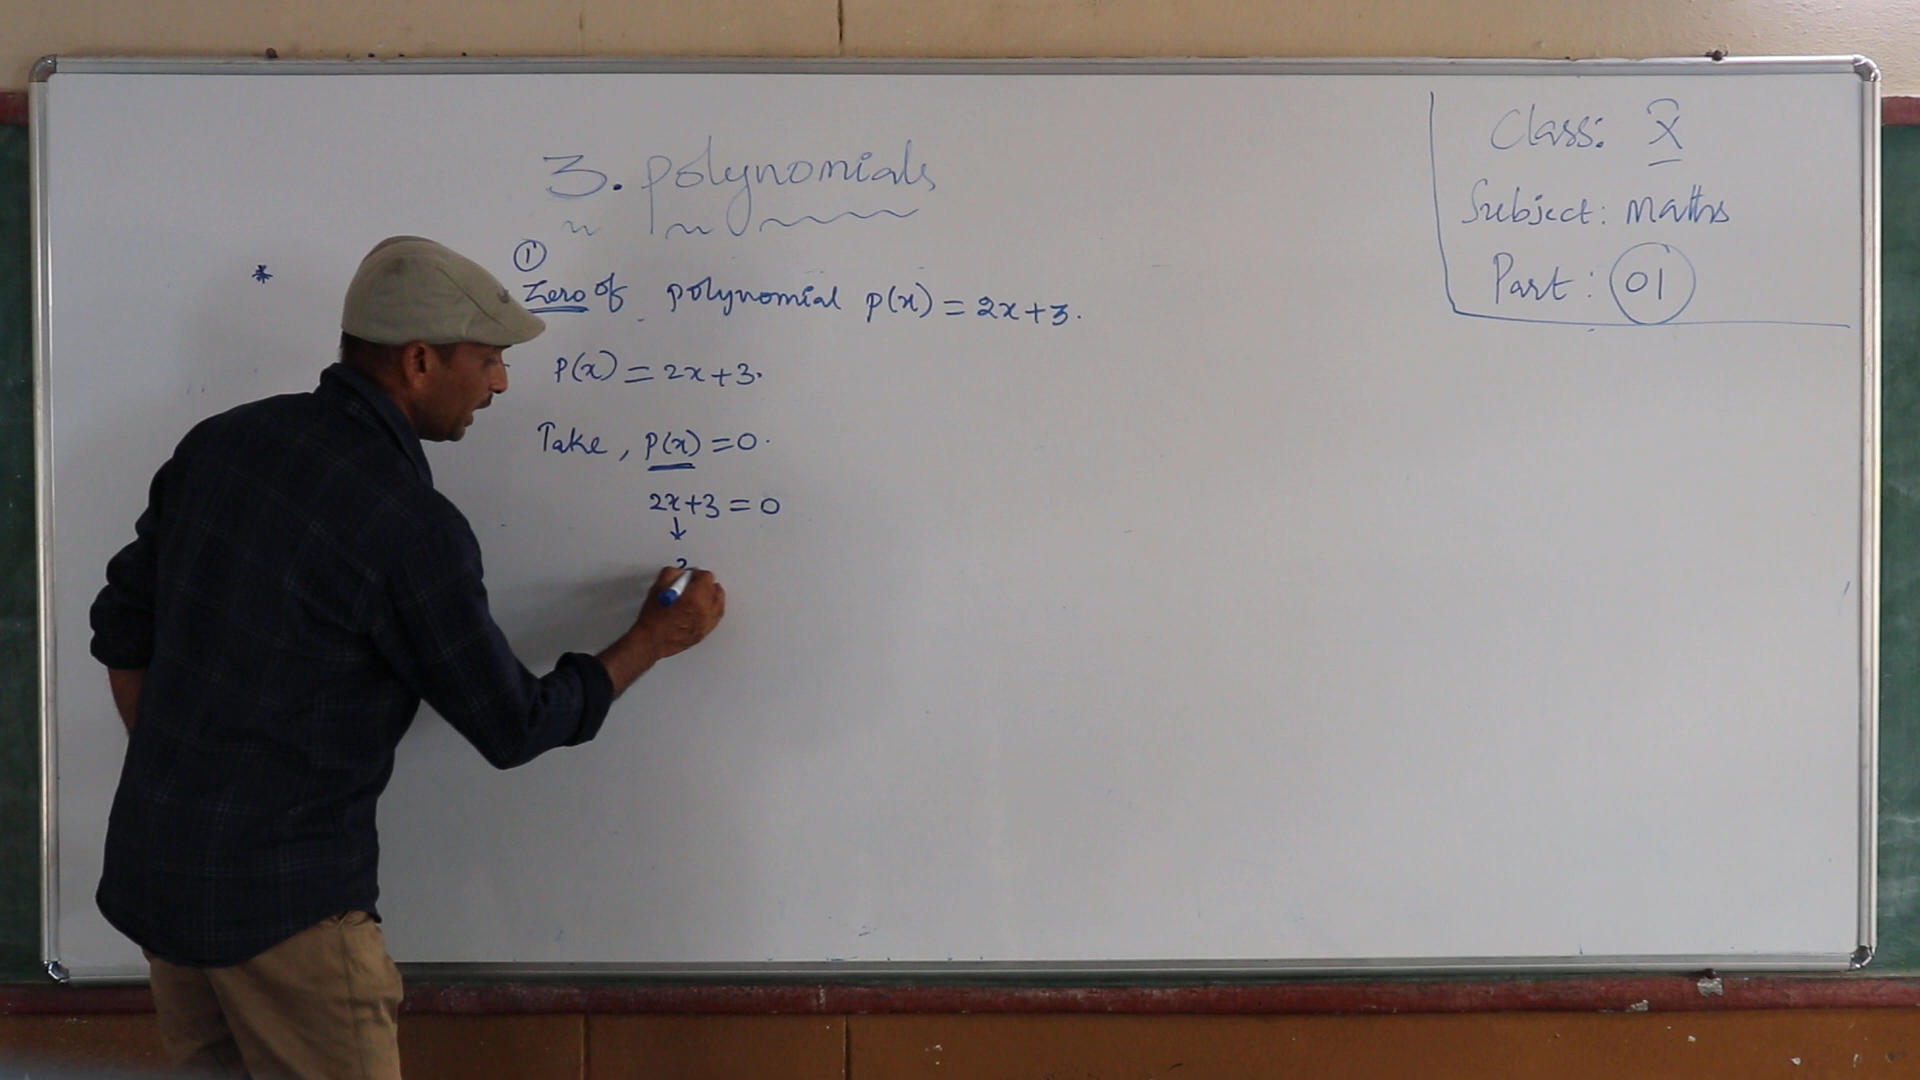 3. polynomials
Class: X
Subject: Maths
Part: 01
*
① Zero of polynomial p(x) = 2x+3.
P(x) = 2x+3.
Take, P(x) = 0.
2x+3 = 0
↓
2